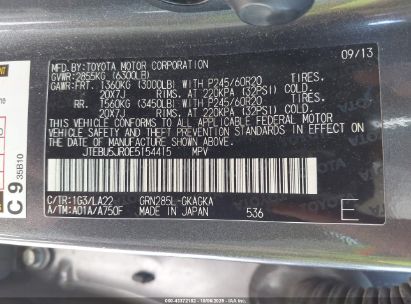 MFD.BY:TOYOTA MOTOR CORPORATION 09/13
GVWR:2855KG (6300LB)
GAWR:FRT. 1360KG (3000LB) WITH P245/60R20 TIRES,
20X7J RIMS, AT 220KPA (32PSI) COLD.
RR. 1560KG (3450LB) WITH P245/60R20 TIRES,
20X7J RIMS, AT 220KPA (32PSI) COLD.
THIS VEHICLE CONFORMS TO ALL APPLICABLE FEDERAL MOTOR
VEHICLE SAFETY STANDARDS IN EFFECT ON
THE DATE OF MANUFACTURE SHOWN ABOVE.
JTEBU5JR0E5154415 MPV
C/TR:1G3/LA22 GRN285L-GKAGKA
A/TM:A01A/A750F MADE IN JAPAN 536 E
C 9 35B10